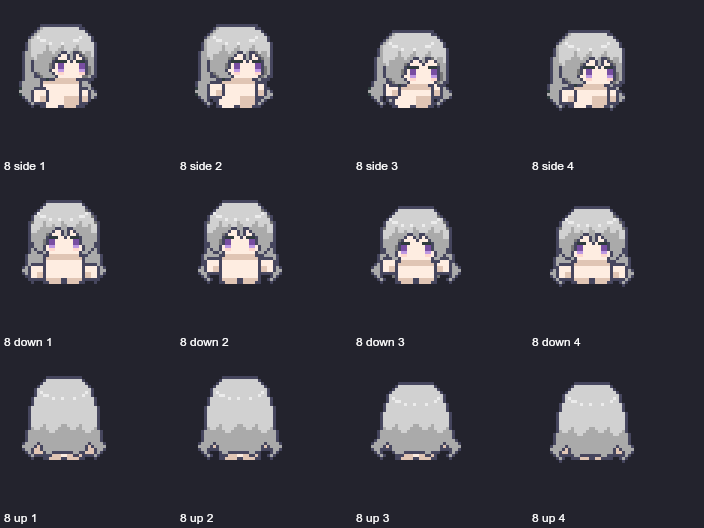 8 side 1 8 side 2 8 side 3 8 side 4
8 down 1 8 down 2 8 down 3 8 down 4
8 up 1 8 up 2 8 up 3 8 up 4